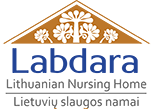 Labdara
Lithuanian Nursing Home
Lietuvių slaugos namai